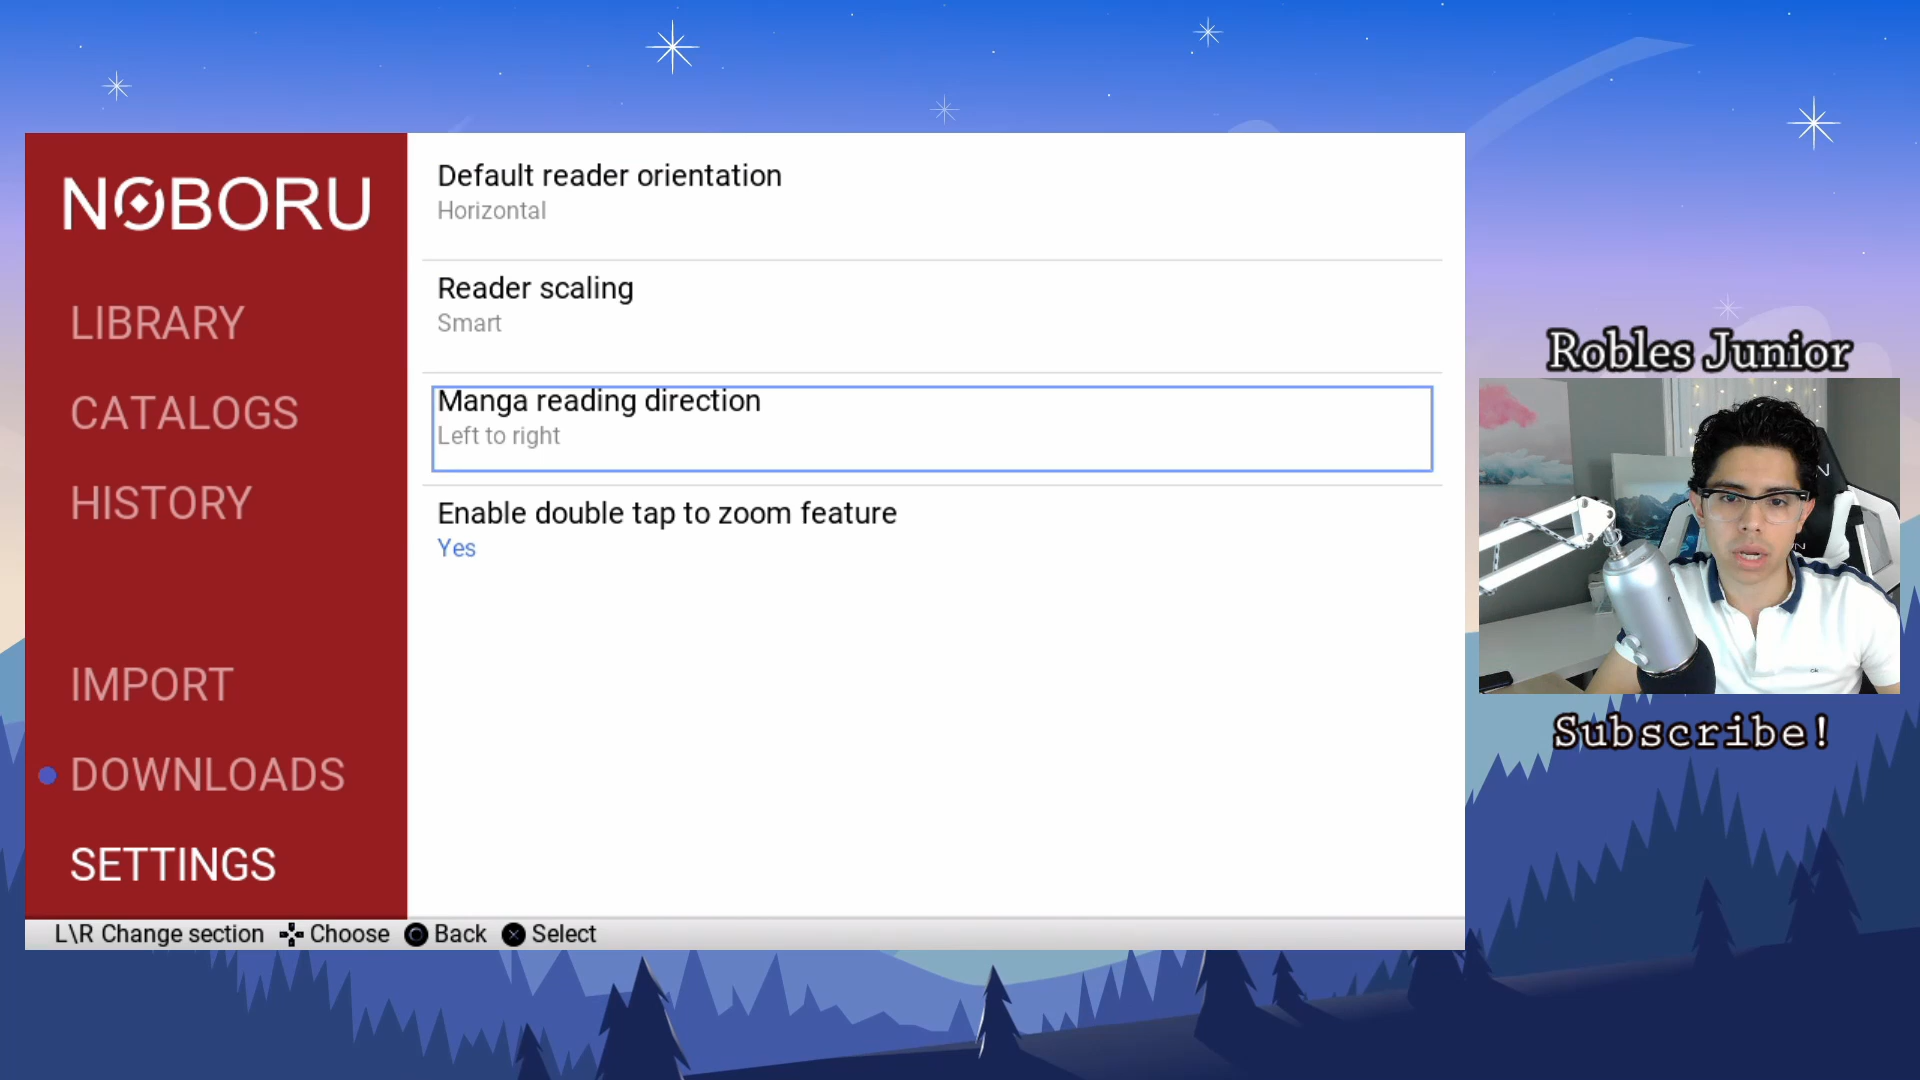 NOBORU
LIBRARY
CATALOGS
HISTORY
IMPORT
DOWNLOADS
SETTINGS
Default reader orientation
Horizontal
Reader scaling
Smart
Manga reading direction
Left to right
Enable double tap to zoom feature
Yes
L\R Change section Choose Back Select
Robles Junior
Subscribe!